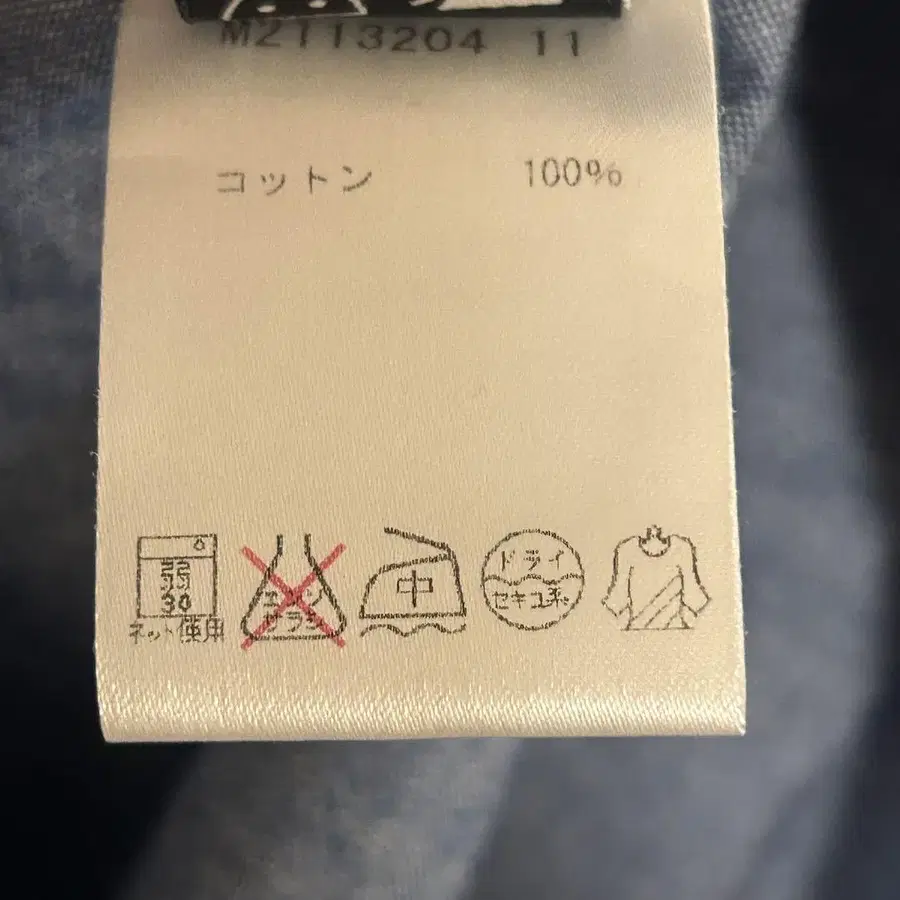 M2113204 11
コットン 100%
弱
30
ネット使用
エンソ
サラシ
中
ドライ
セキユ系